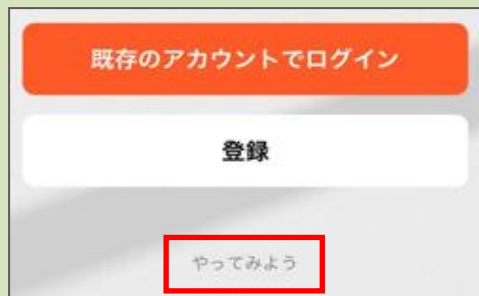 既存のアカウントでログイン
登録
やってみよう